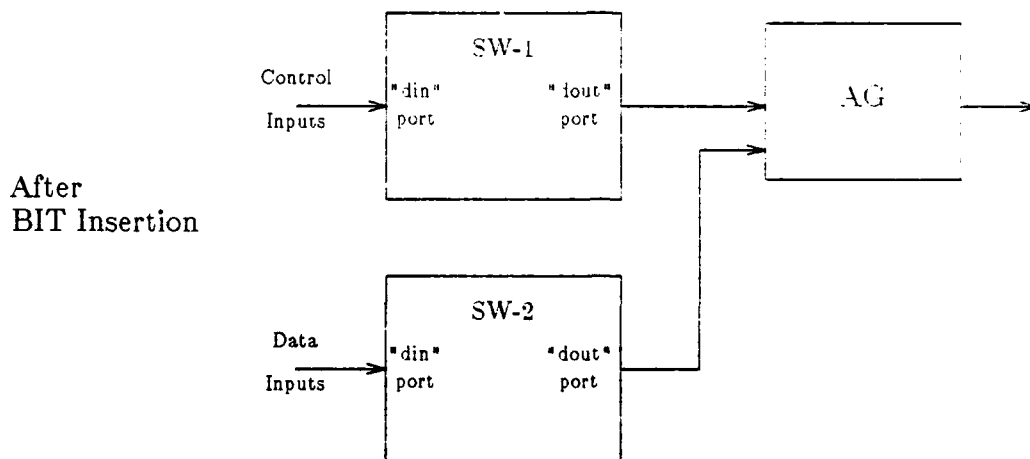 SW-1
Control
Inputs
"din"
port
"dout"
port
AG
After
BIT Insertion
SW-2
Data
Inputs
"din"
port
"dout"
port